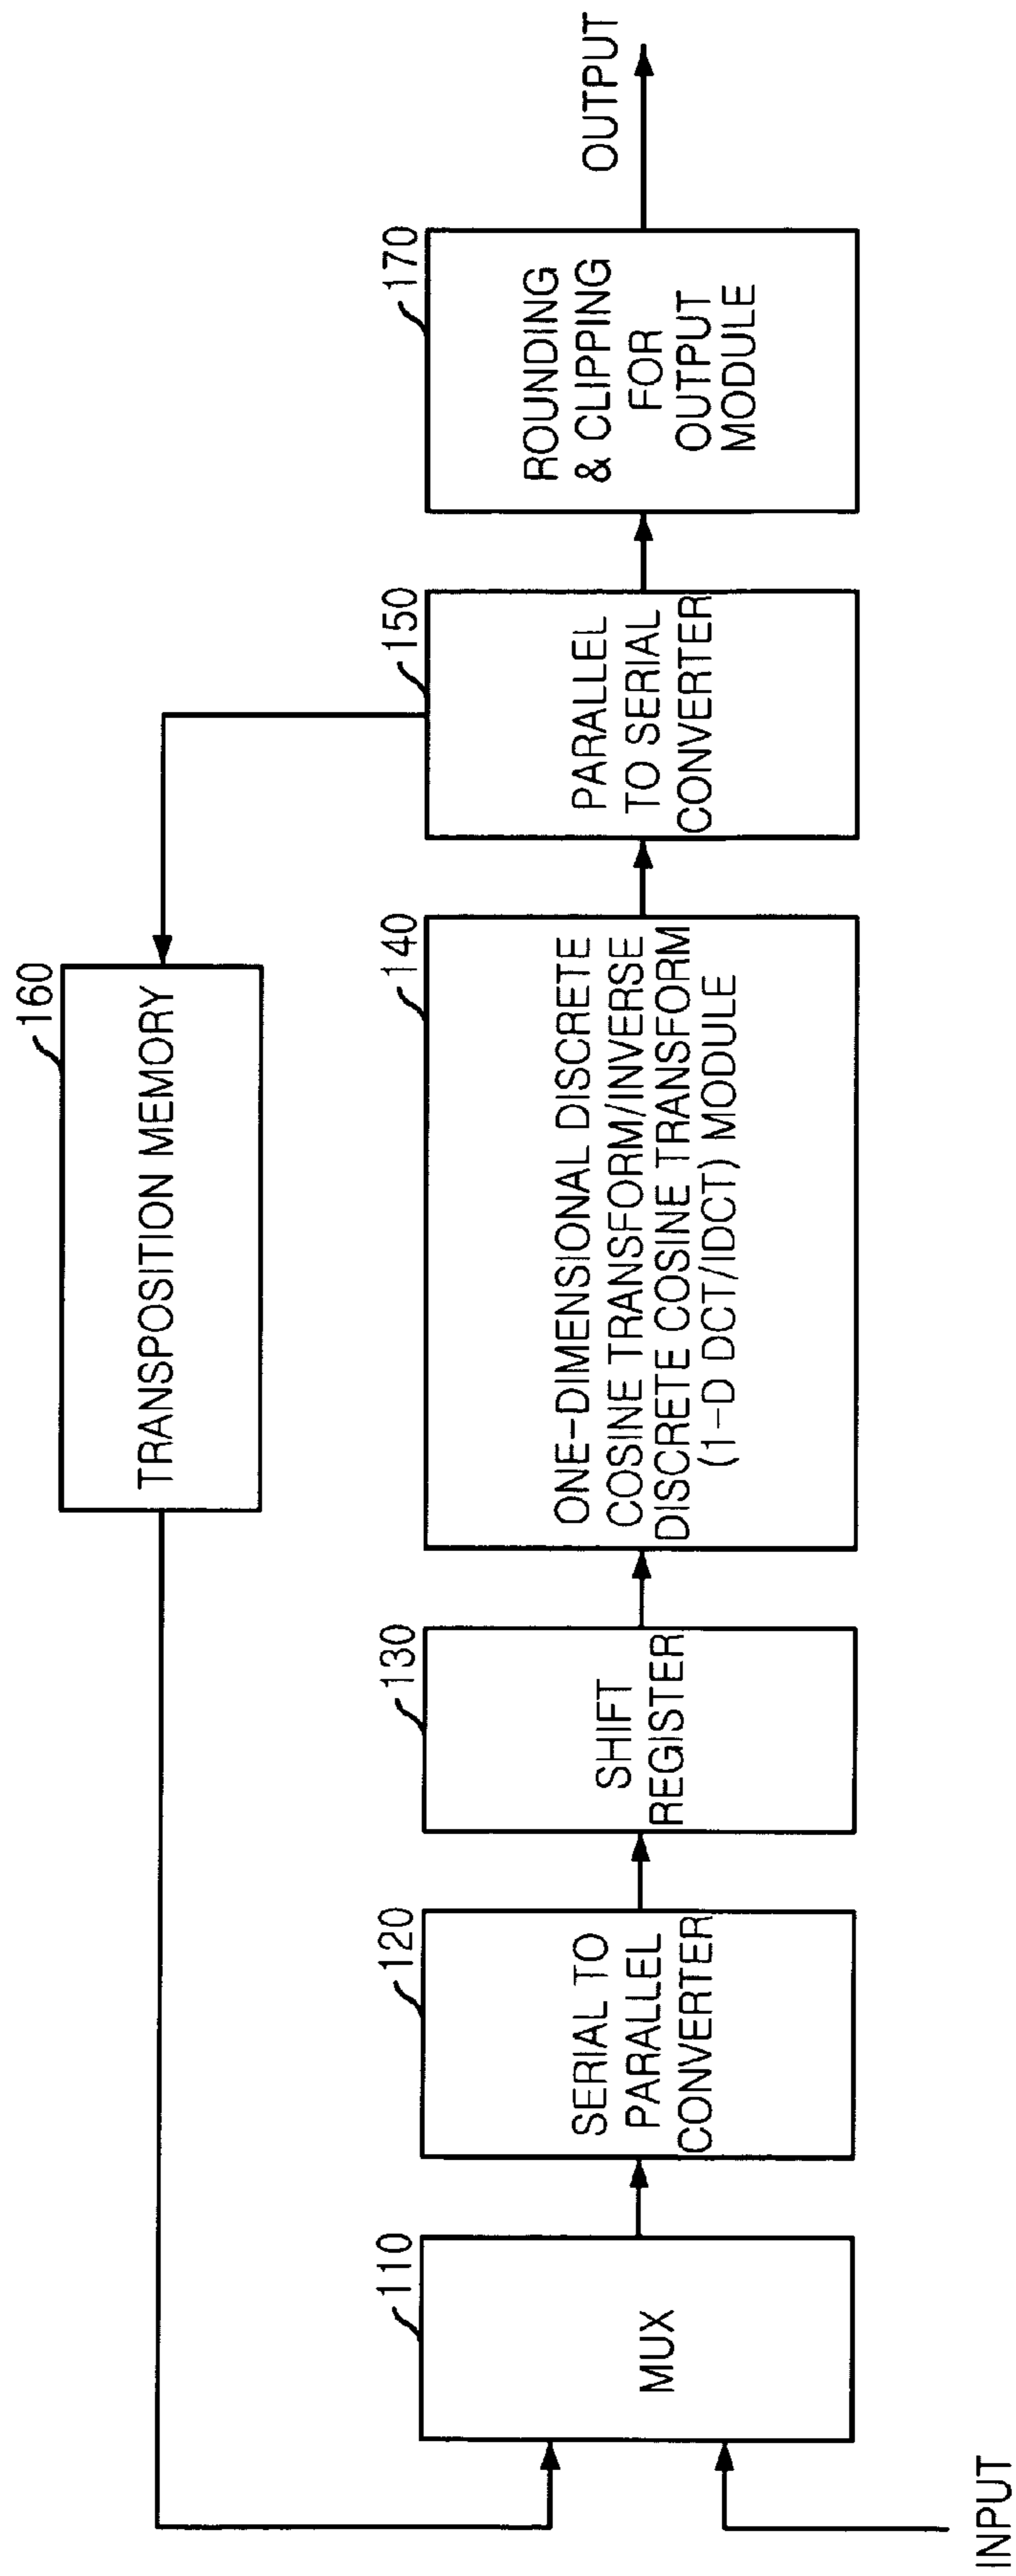 160
TRANSPOSITION MEMORY
INPUT
110
MUX
120
SERIAL TO
PARALLEL
CONVERTER
130
SHIFT
REGISTER
140
ONE-DIMENSIONAL DISCRETE
COSINE TRANSFORM/INVERSE
DISCRETE COSINE TRANSFORM
(1-D DCT/IDCT) MODULE
150
PARALLEL
TO SERIAL
CONVERTER
170
ROUNDING
& CLIPPING
FOR
OUTPUT
MODULE
OUTPUT